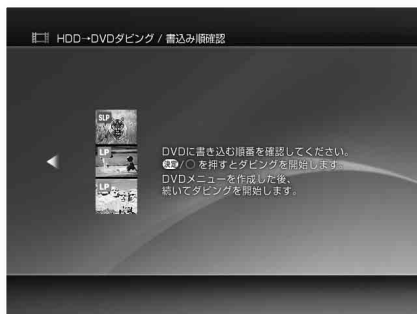 HDD→DVDダビング / 書込み順確認
SLP
LP
LP
DVDに書き込む順番を確認してください。
決定/○ を押すとダビングを開始します。
DVDメニューを作成した後、
続いてダビングを開始します。